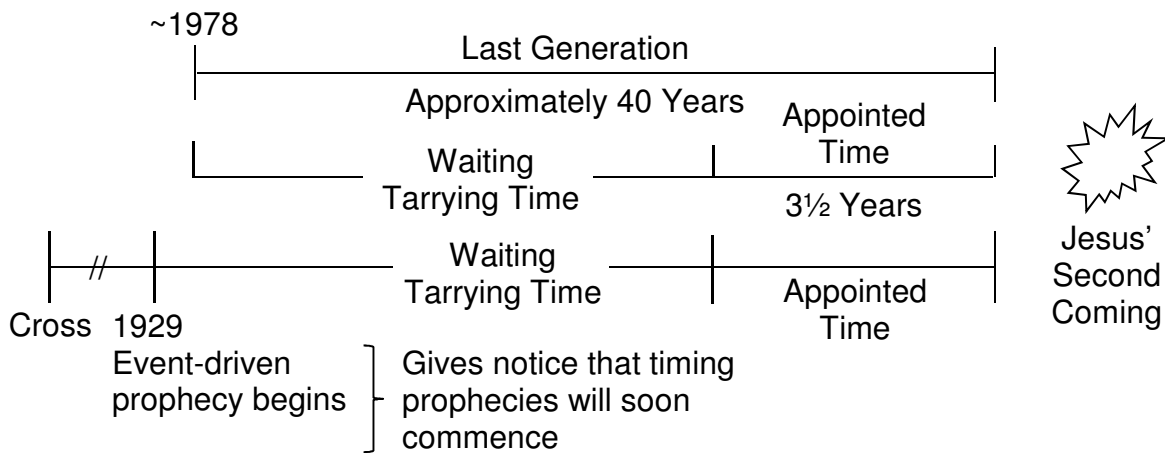 ~1978
Last Generation
Approximately 40 Years
Appointed
Time
Waiting
Tarrying Time
3½ Years
Jesus’
Second
Coming
Waiting
Tarrying Time
Appointed
Time
Cross 1929
Event-driven
prophecy begins
Gives notice that timing
prophecies will soon
commence